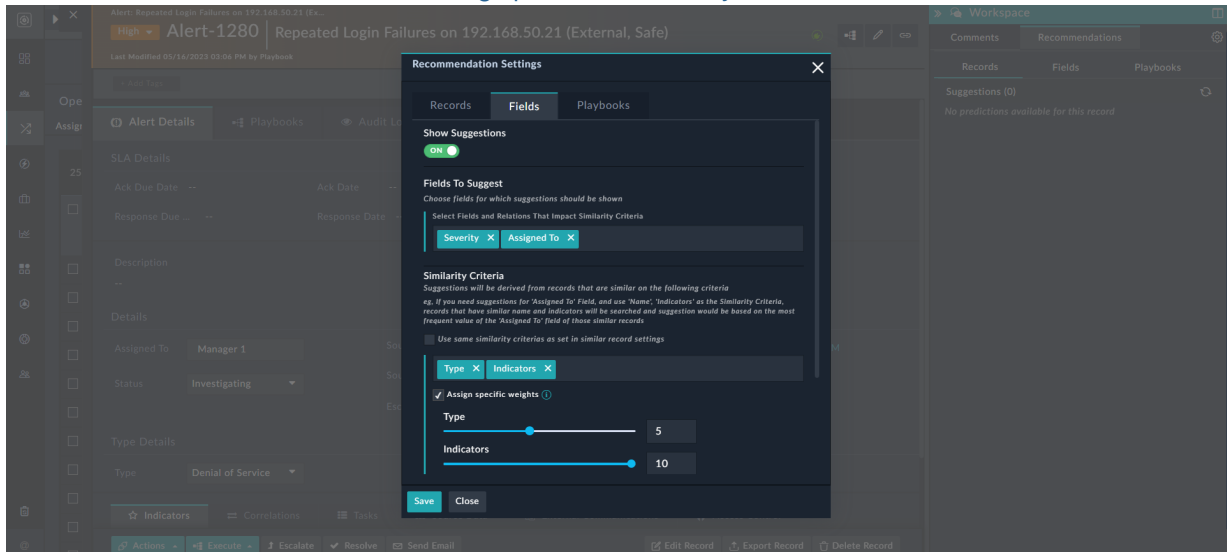 Alert: Repeated Login Failures on 192.168.50.21 (Ex...
High
Alert-1280
Repeated Login Failures on 192.168.50.21 (External, Safe)
Last Modified 05/16/2023 03:06 PM by Playbook
+ Add Tags
Ope
Assig
25
Alert Details
Playbooks
Audit Lo
SLA Details
Ack Due Date --
Ack Date --
Response Due ... --
Response Date --
Description
--
Details
Assigned To
Manager 1
Sou
M
Status
Investigating
Sou
Esc
Type Details
Type
Denial of Service
Indicators
Correlations
Tasks
Actions
Execute
Escalate
Resolve
Send Email
Edit Record
Export Record
Delete Record
Recommendation Settings
Records
Fields
Playbooks
Show Suggestions
ON
Fields To Suggest
Choose fields for which suggestions should be shown
Select Fields and Relations That Impact Similarity Criteria
Severity X Assigned To X
Similarity Criteria
Suggestions will be derived from records that are similar on the following criteria
eg, If you need suggestions for 'Assigned To' Field, and use 'Name', 'Indicators' as the Similarity Criteria,
records that have similar name and indicators will be searched and suggestion would be based on the most
frequent value of the 'Assigned To' field of those similar records
Use same similarity criterias as set in similar record settings
Type X Indicators X
Assign specific weights
Type
5
Indicators
10
Save
Close
Workspace
Comments
Recommendations
Records
Fields
Playbooks
Suggestions (0)
No predictions available for this record